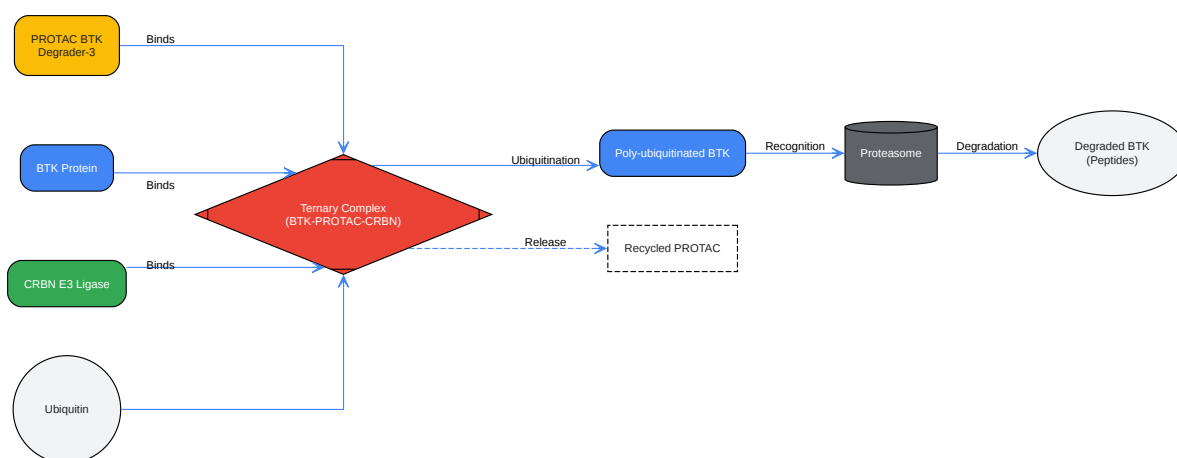 PROTAC BTK
Degrader-3
Binds
BTK Protein
Binds
CRBN E3 Ligase
Binds
Ubiquitin
Ternary Complex
(BTK-PROTAC-CRBN)
Ubiquitination
Poly-ubiquitinated BTK
Recognition
Proteasome
Degradation
Degraded BTK
(Peptides)
Release
Recycled PROTAC